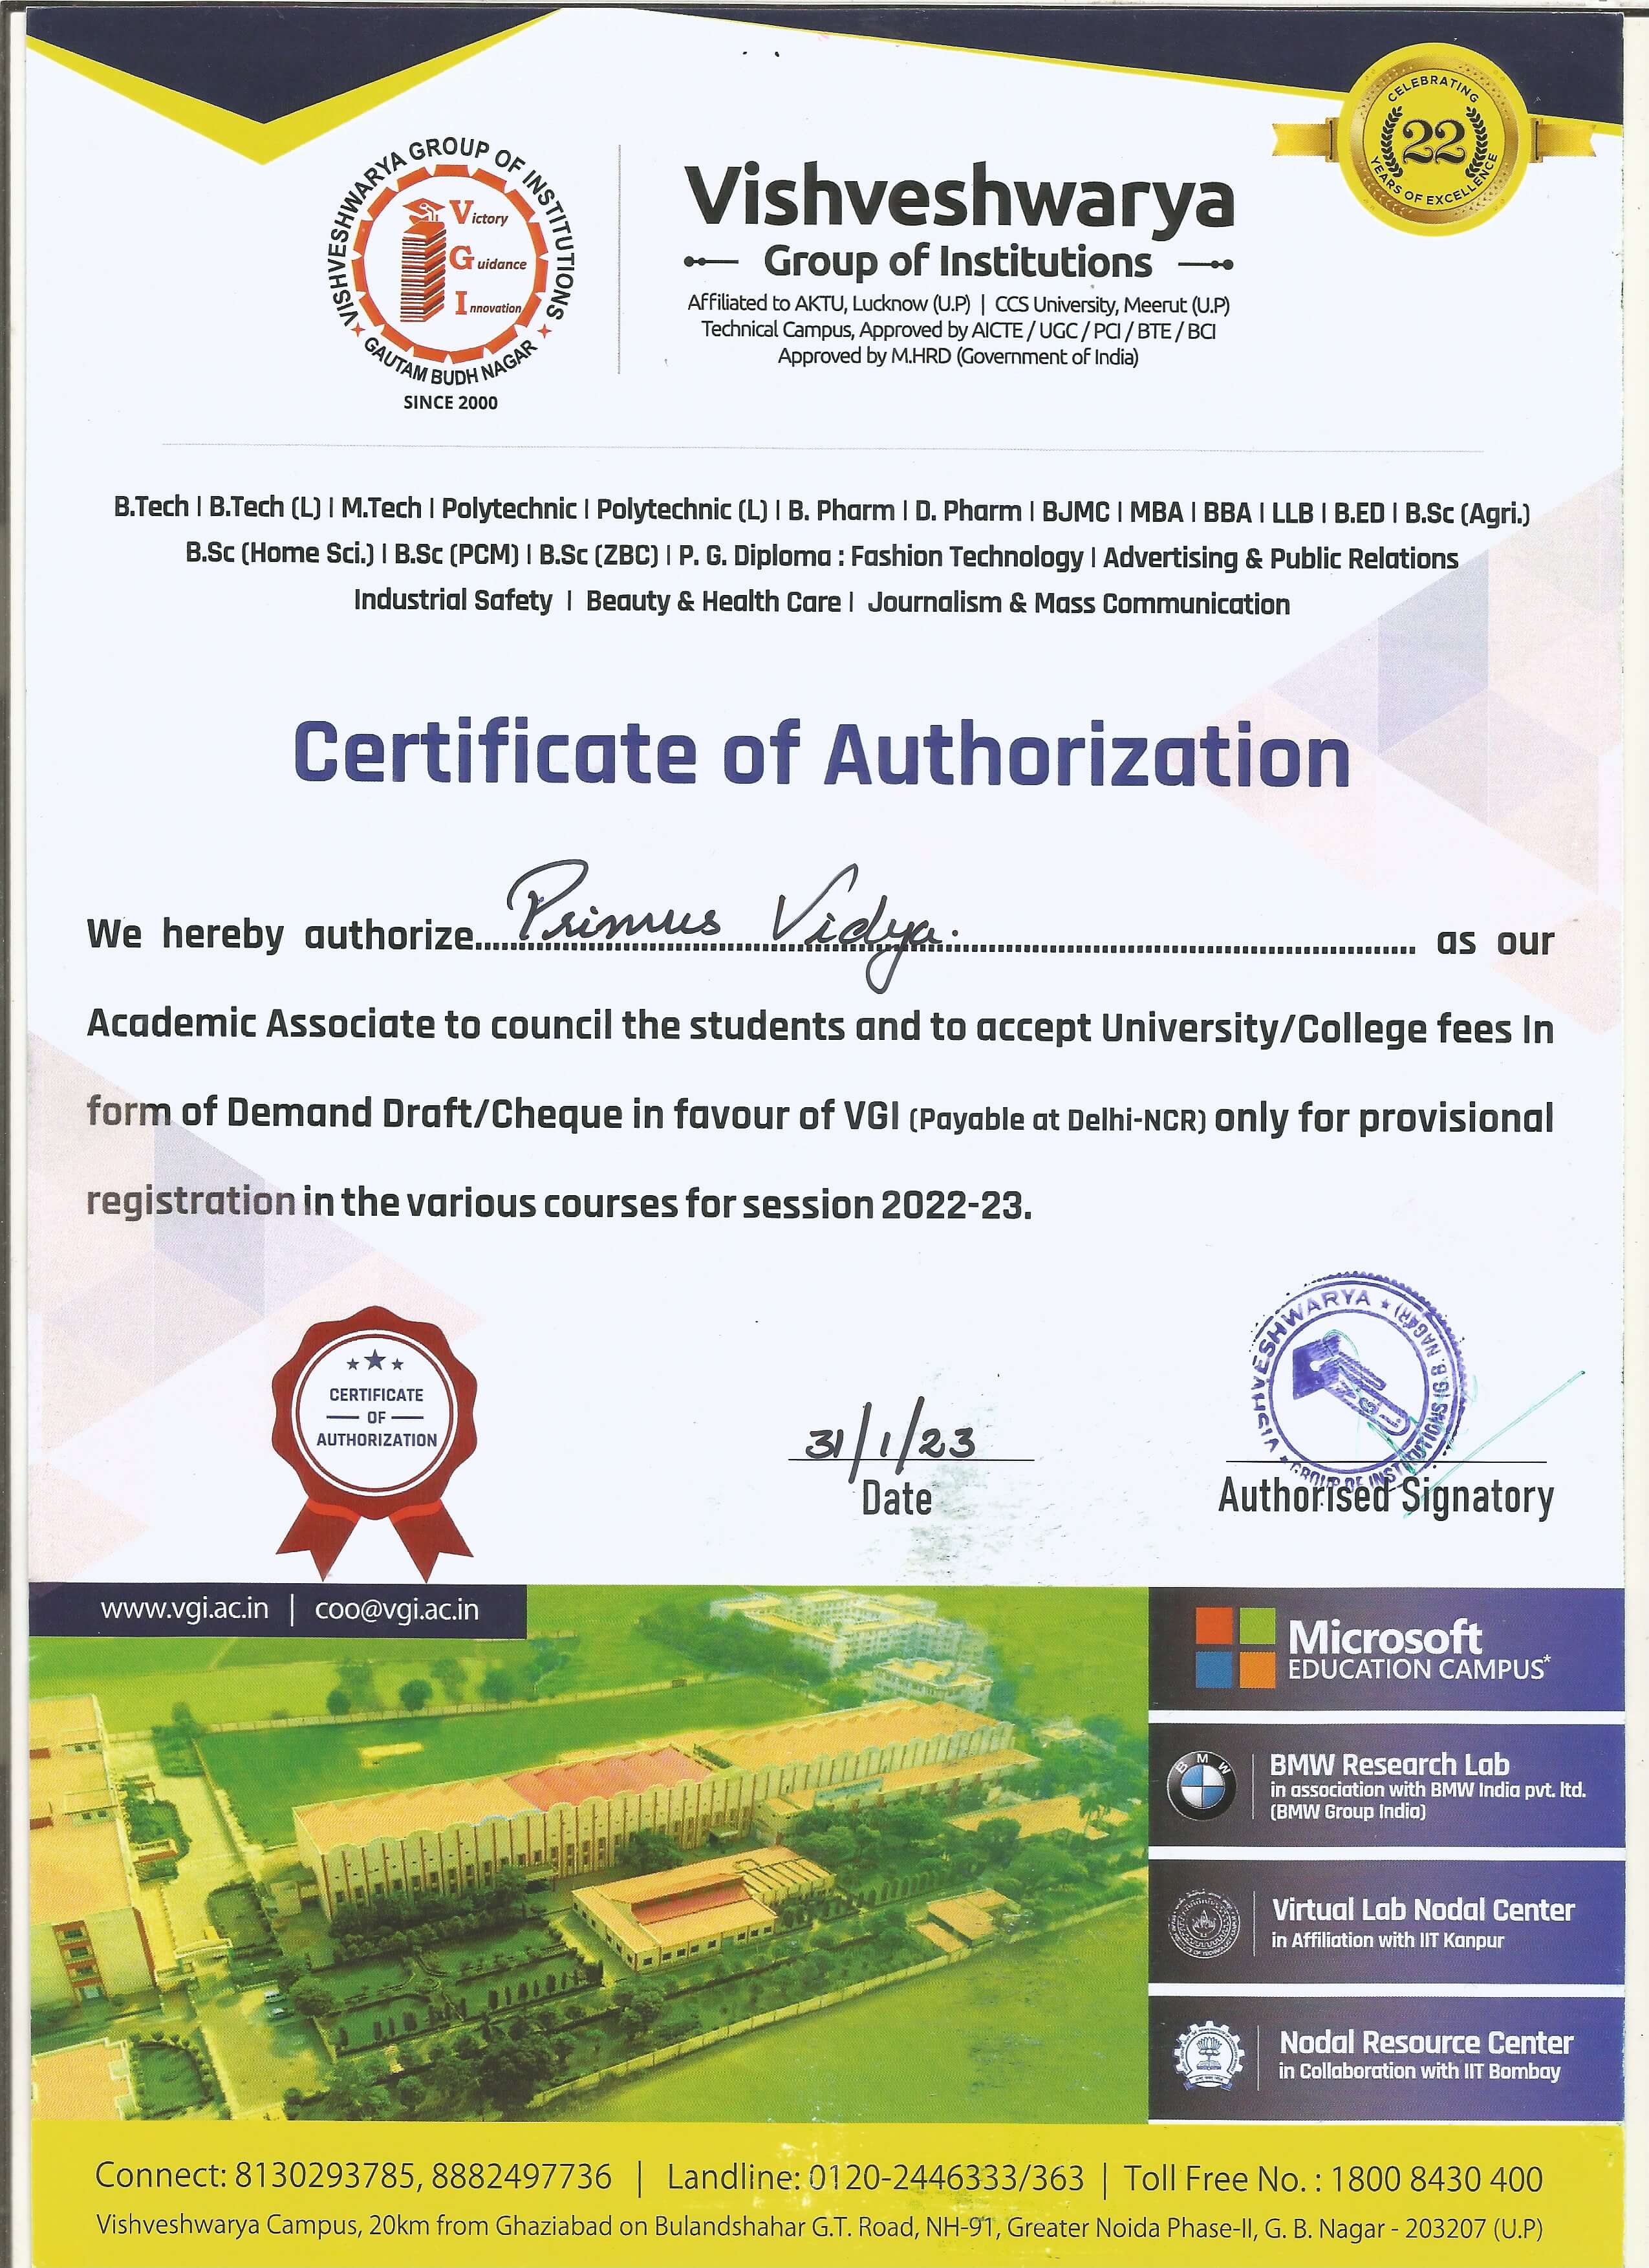 CELEBRATING
22
YEARS OF EXCELLENCE
VISHVESHWARYA GROUP OF INSTITUTIONS
Victory
Guidance
Innovation
GAUTAM BUDH NAGAR
SINCE 2000
Vishveshwarya
Group of Institutions
Affiliated to AKTU, Lucknow (U.P) | CCS University, Meerut (U.P)
Technical Campus, Approved by AICTE / UGC / PCI / BTE / BCI
Approved by M.HRD (Government of India)
B.Tech | B.Tech (L) | M.Tech | Polytechnic | Polytechnic (L) | B. Pharm | D. Pharm | BJMC | MBA | BBA | LLB | B.ED | B.Sc (Agri.)
B.Sc (Home Sci.) | B.Sc (PCM) | B.Sc (ZBC) | P. G. Diploma : Fashion Technology | Advertising & Public Relations
Industrial Safety | Beauty & Health Care | Journalism & Mass Communication
Certificate of Authorization
We hereby authorize Primus Vidya. as our
Academic Associate to council the students and to accept University/College fees In
form of Demand Draft/Cheque in favour of VGI (Payable at Delhi-NCR) only for provisional
registration in the various courses for session 2022-23.
CERTIFICATE
OF
AUTHORIZATION
31/1/23
Date
VISHVESHWARYA ★ GROUP OF INSTITUTIONS (G.B. NAGAR) ★
Authorised Signatory
www.vgi.ac.in | coo@vgi.ac.in
Microsoft
EDUCATION CAMPUS*
BMW
BMW Research Lab
in association with BMW India pvt. ltd.
(BMW Group India)
Virtual Lab Nodal Center
in Affiliation with IIT Kanpur
Nodal Resource Center
in Collaboration with IIT Bombay
Connect: 8130293785, 8882497736 | Landline: 0120-2446333/363 | Toll Free No. : 1800 8430 400
Vishveshwarya Campus, 20km from Ghaziabad on Bulandshahar G.T. Road, NH-91, Greater Noida Phase-II, G. B. Nagar - 203207 (U.P)